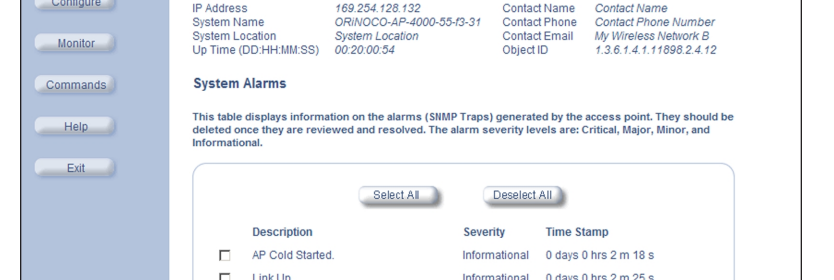 Configure
IP Address 169.254.128.132 Contact Name Contact Name
System Name ORiNOCO-AP-4000-55-f3-31 Contact Phone Contact Phone Number
System Location System Location Contact Email My Wireless Network B
Up Time (DD:HH:MM:SS) 00:20:00:54 Object ID 1.3.6.1.4.1.11898.2.4.12
Monitor
System Alarms
Commands
This table displays information on the alarms (SNMP Traps) generated by the access point. They should be
deleted once they are reviewed and resolved. The alarm severity levels are: Critical, Major, Minor, and
Informational.
Help
Exit
Select All Deselect All
Description Severity Time Stamp
AP Cold Started. Informational 0 days 0 hrs 2 m 18 s
Link Up Informational 0 days 0 hrs 2 m 25 s